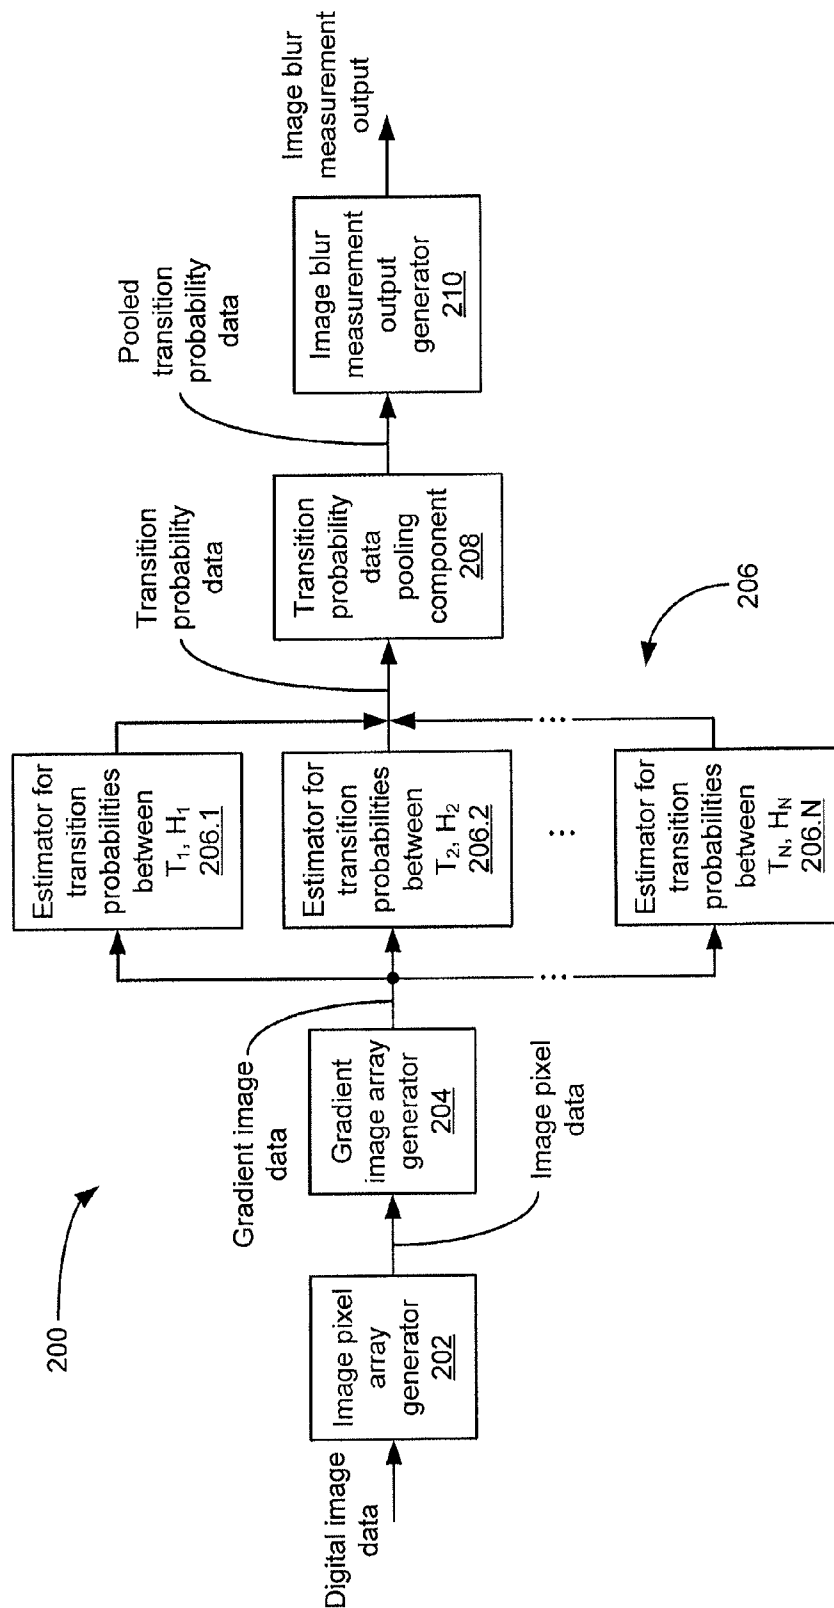 200
Digital image
data
Image pixel
array
generator
202
Image pixel
data
Gradient
image array
generator
204
Gradient image
data
Estimator for
transition
probabilities
between
T₁, H₁
206.1
Estimator for
transition
probabilities
between
T₂, H₂
206.2
...
...
...
Estimator for
transition
probabilities
between
T_N, H_N
206.N
206
Transition
probability
data
Transition
probability
data
pooling
component
208
Pooled
transition
probability
data
Image blur
measurement
output
generator
210
Image blur
measurement
output